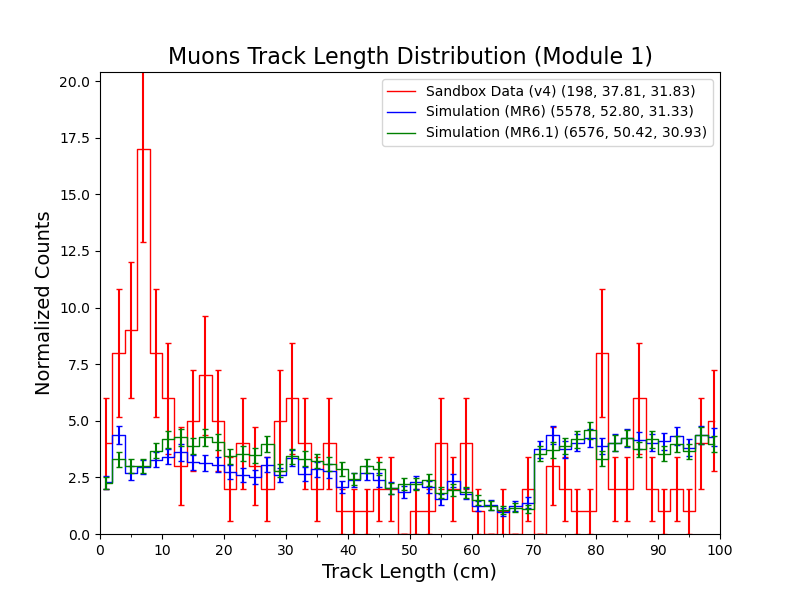 Muons Track Length Distribution (Module 1)
Sandbox Data (v4) (198, 37.81, 31.83)
Simulation (MR6) (5578, 52.80, 31.33)
Simulation (MR6.1) (6576, 50.42, 30.93)
Normalized Counts
20.0
17.5
15.0
12.5
10.0
7.5
5.0
2.5
0.0
0 10 20 30 40 50 60 70 80 90 100
Track Length (cm)